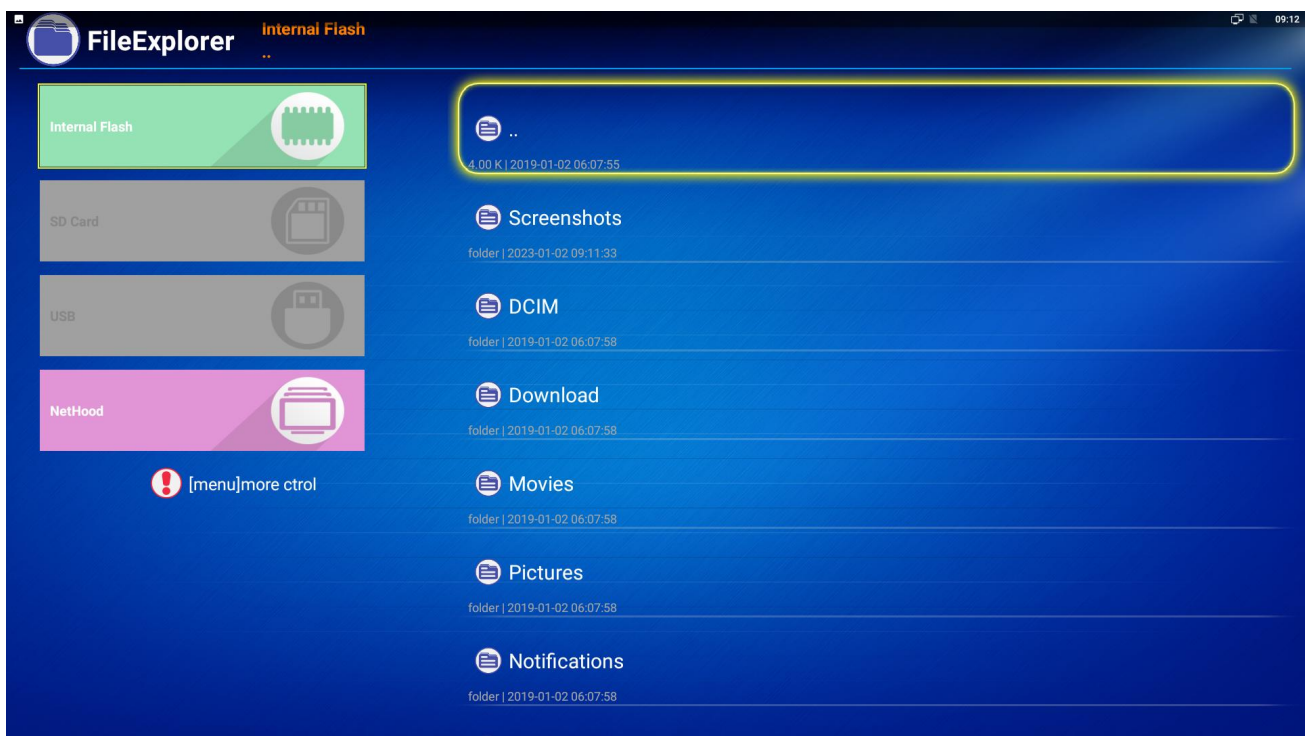 FileExplorer
Internal Flash
..
09:12
Internal Flash
SD Card
USB
NetHood
[menu]more ctrol
..
4.00 K | 2019-01-02 06:07:55
Screenshots
folder | 2023-01-02 09:11:33
DCIM
folder | 2019-01-02 06:07:58
Download
folder | 2019-01-02 06:07:58
Movies
folder | 2019-01-02 06:07:58
Pictures
folder | 2019-01-02 06:07:58
Notifications
folder | 2019-01-02 06:07:58